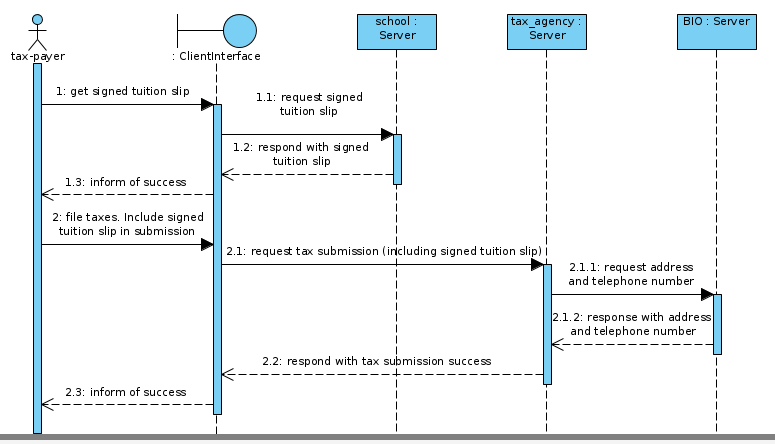 school :
Server
tax_agency :
Server
BIO : Server
tax-payer
: ClientInterface
1: get signed tuition slip
1.1: request signed
tuition slip
1.2: respond with signed
tuition slip
1.3: inform of success
2: file taxes. Include signed
tuition slip in submission
2.1: request tax submission (including signed tuition slip)
2.1.1: request address
and telephone number
2.1.2: response with address
and telephone number
2.2: respond with tax submission success
2.3: inform of success